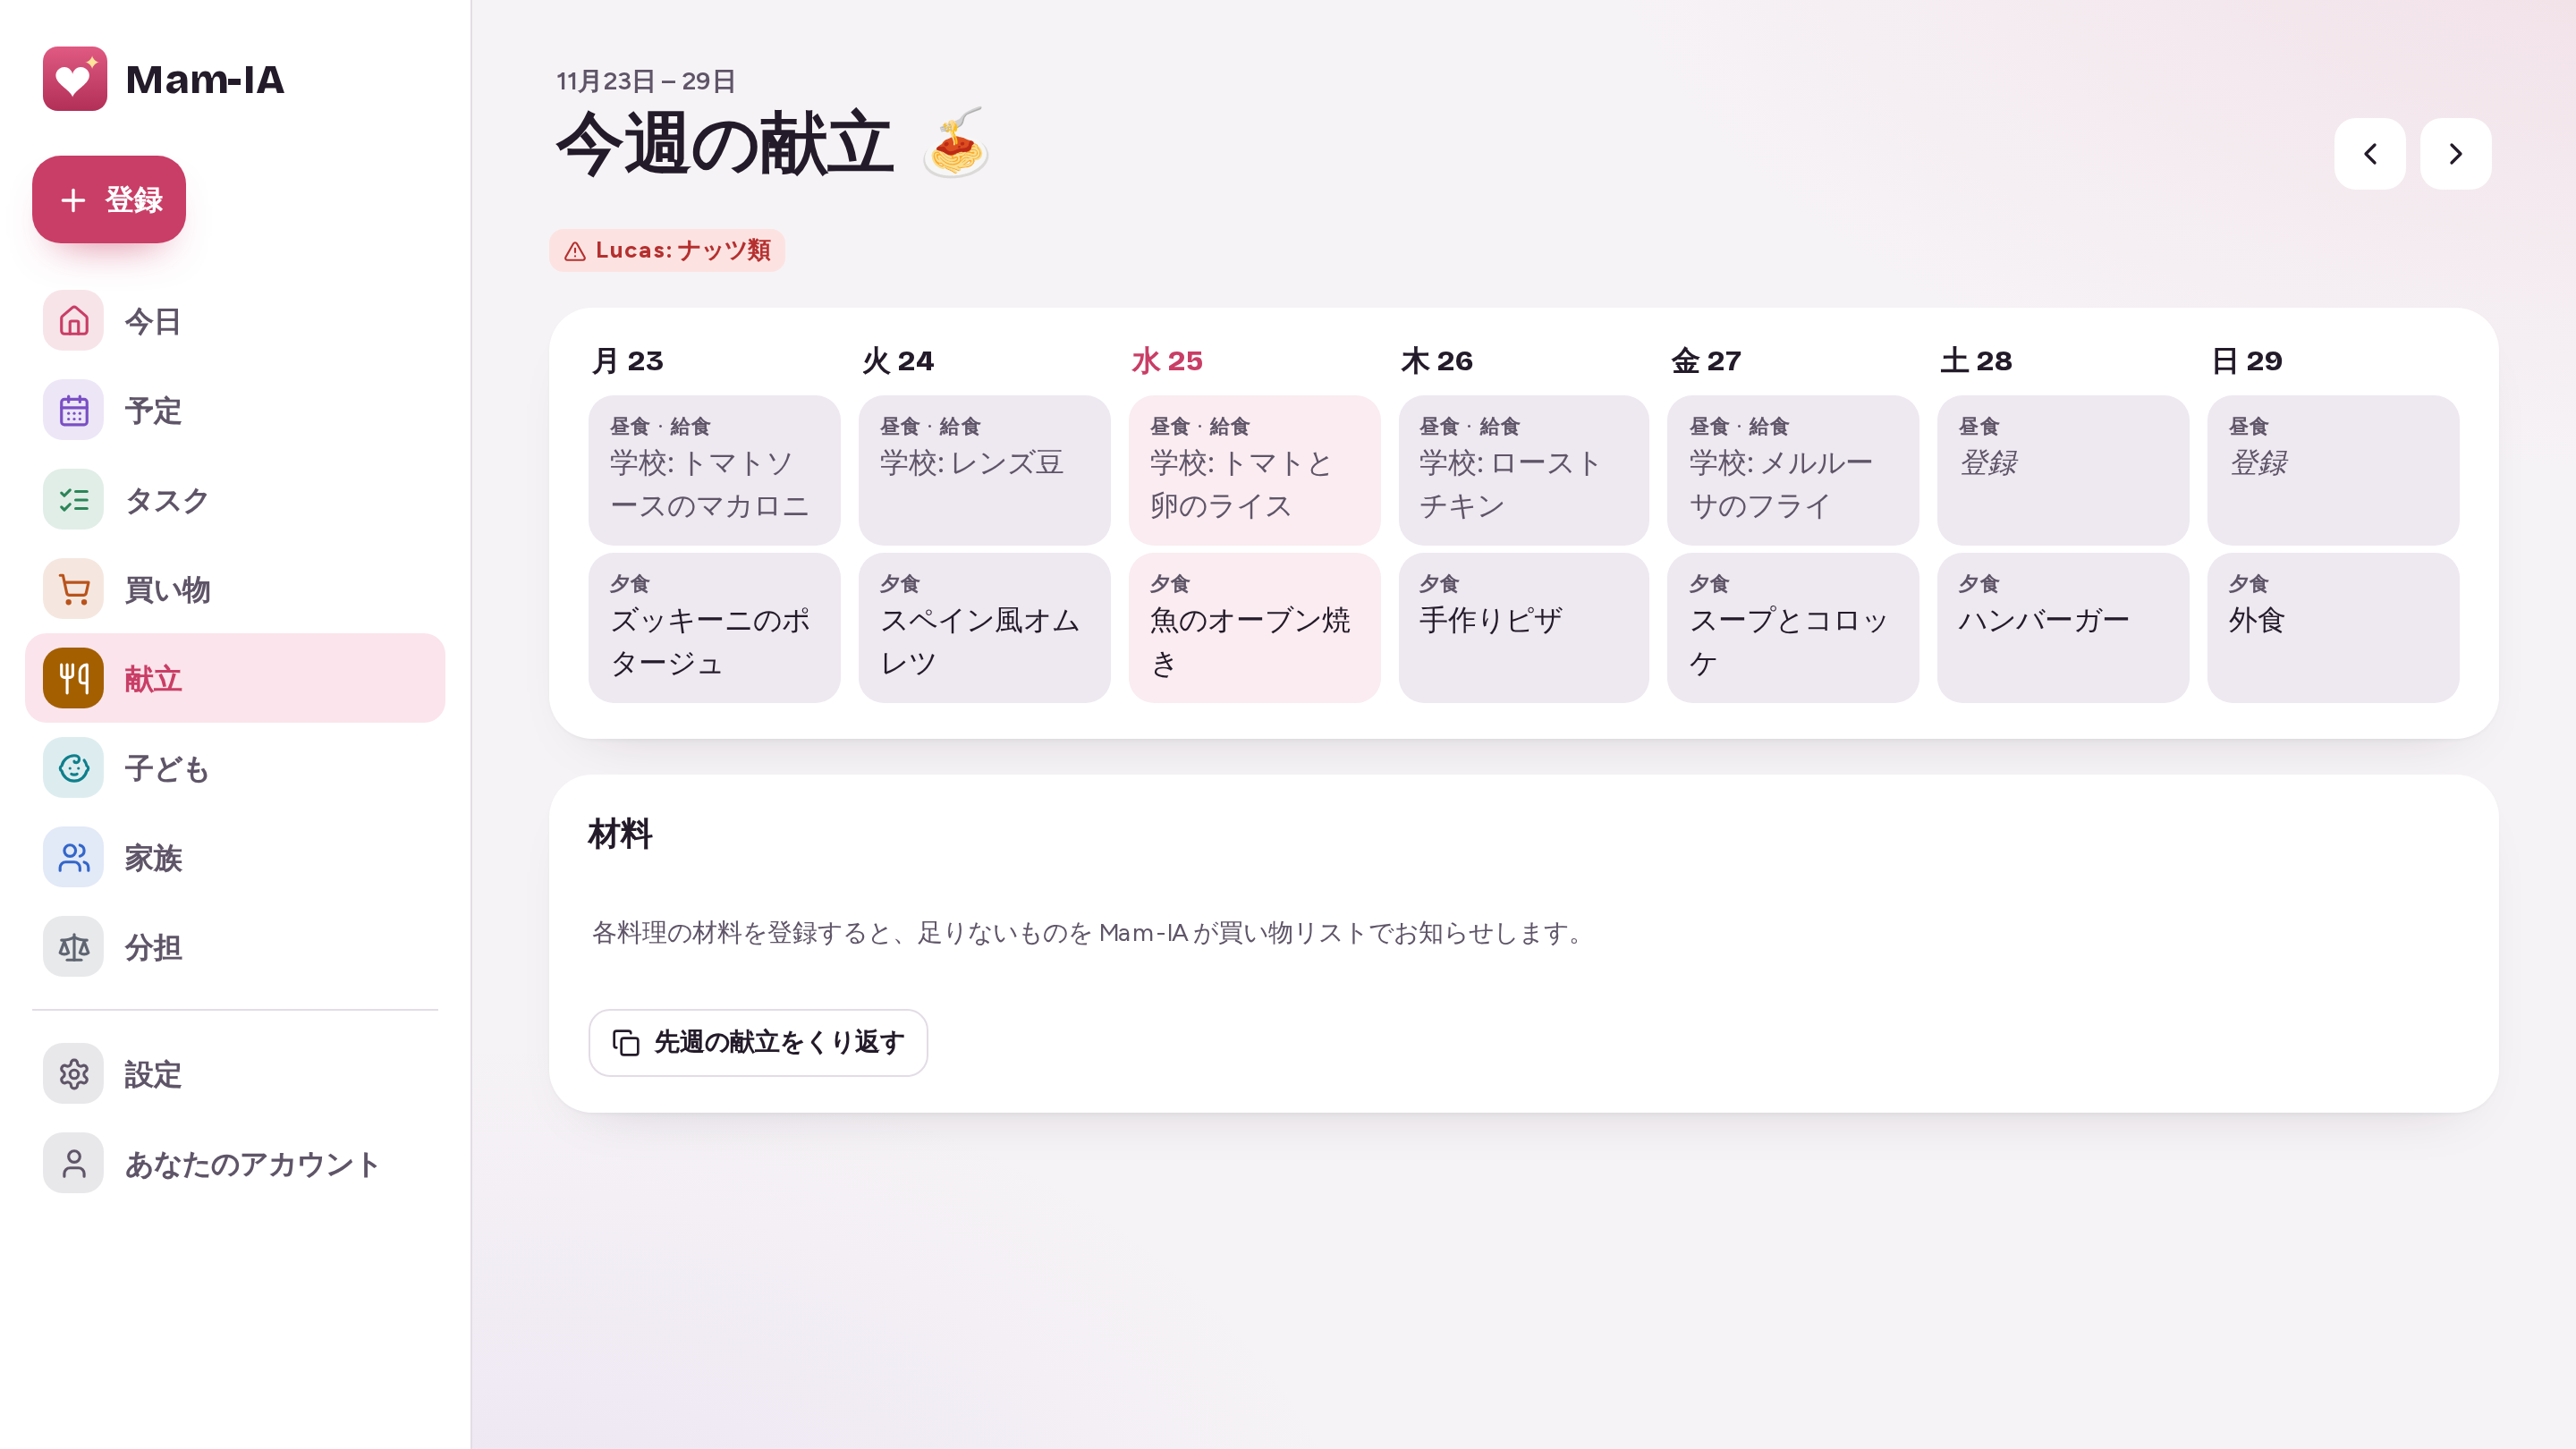 Mam-IA
登録
今日
予定
タスク
買い物
献立
子ども
家族
分担
設定
あなたのアカウント
11月23日 – 29日
今週の献立
Lucas: ナッツ類
月 23
昼食 · 給食
学校: トマトソ
ースのマカロニ
夕食
ズッキーニのポ
タージュ
火 24
昼食 · 給食
学校: レンズ豆
夕食
スペイン風オム
レツ
水 25
昼食 · 給食
学校: トマトと
卵のライス
夕食
魚のオーブン焼
き
木 26
昼食 · 給食
学校: ロースト
チキン
夕食
手作りピザ
金 27
昼食 · 給食
学校: メルルー
サのフライ
夕食
スープとコロッ
ケ
土 28
昼食
登録
夕食
ハンバーガー
日 29
昼食
登録
夕食
外食
材料
各料理の材料を登録すると、足りないものを Mam-IA が買い物リストでお知らせします。
先週の献立をくり返す